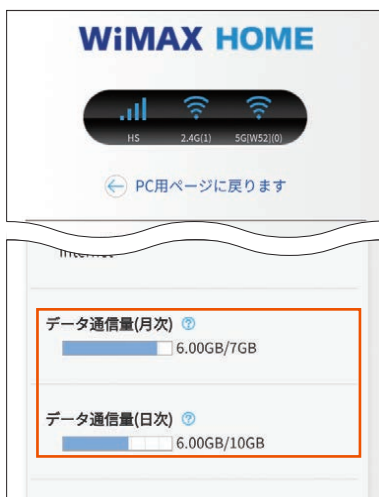 WiMAX HOME
HS 2.4G(1) 5G[W52](0)
PC用ページに戻ります
データ通信量(月次)
6.00GB/7GB
データ通信量(日次)
6.00GB/10GB